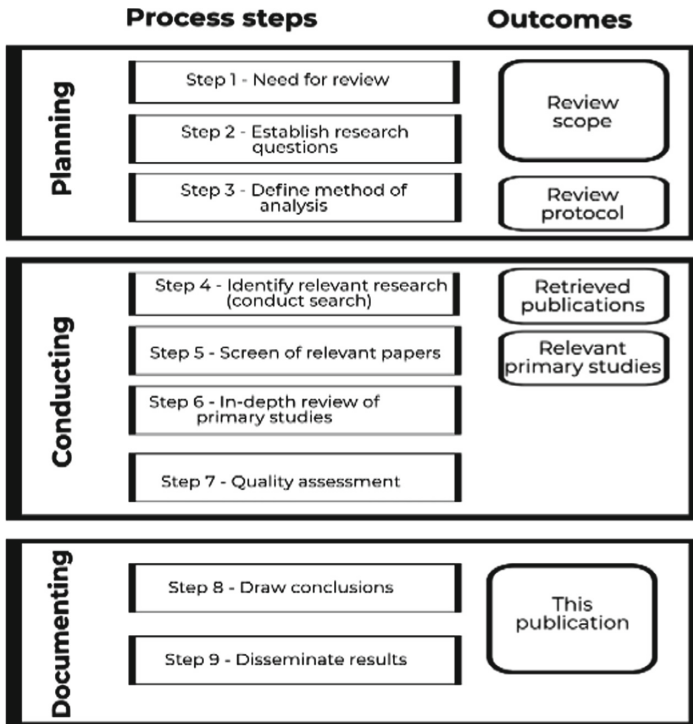 Process steps
Outcomes
Planning
Step 1 - Need for review
Step 2 - Establish research
questions
Step 3 - Define method of
analysis
Review
scope
Review
protocol
Conducting
Step 4 - Identify relevant research
(conduct search)
Step 5 - Screen of relevant papers
Step 6 - In-depth review of
primary studies
Step 7 - Quality assessment
Retrieved
publications
Relevant
primary studies
Documenting
Step 8 - Draw conclusions
Step 9 - Disseminate results
This
publication